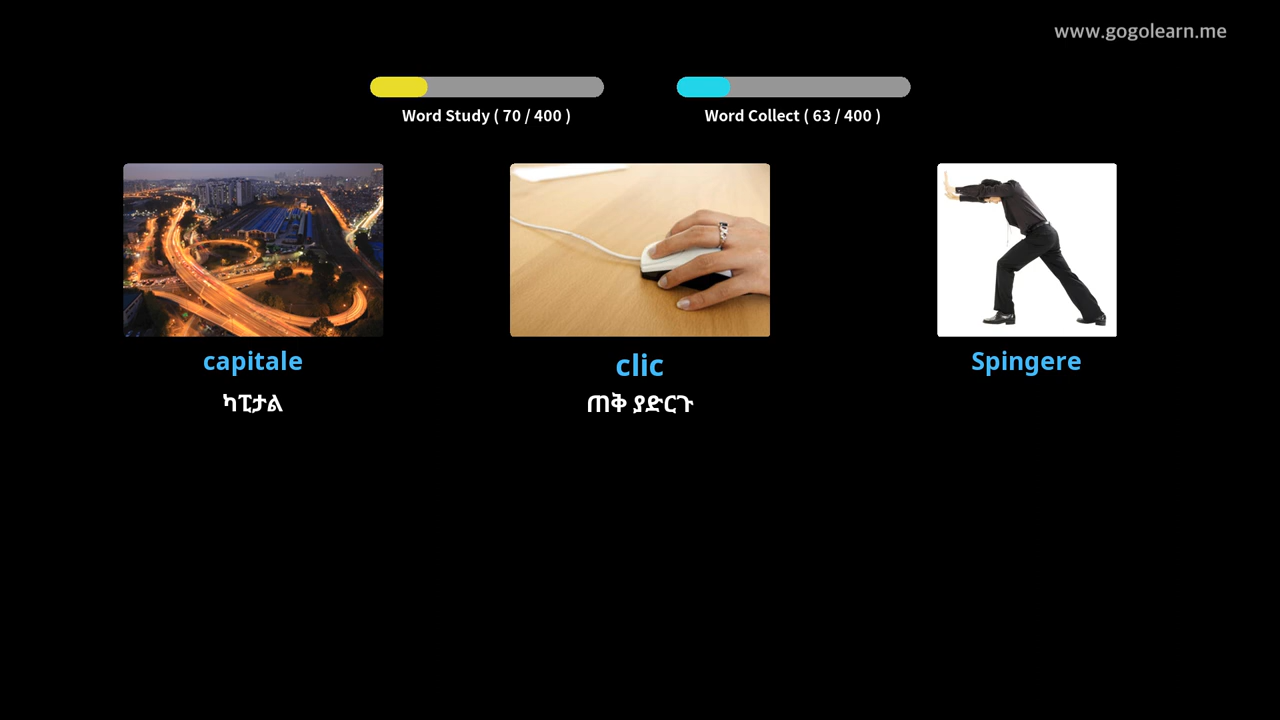 www.gogolearn.me
Word Study ( 70 / 400 )
Word Collect ( 63 / 400 )
capitale
clic
Spingere
ካፒታል
ጠቅ ያድርጉ